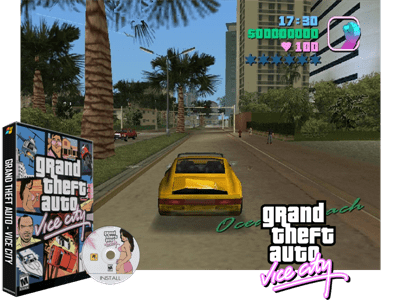 17:30
$00000000
♥ 100
grand
theft
auto
vice city
GRAND THEFT AUTO - VICE CITY
M
INSTALL
grand
theft
auto
vice city